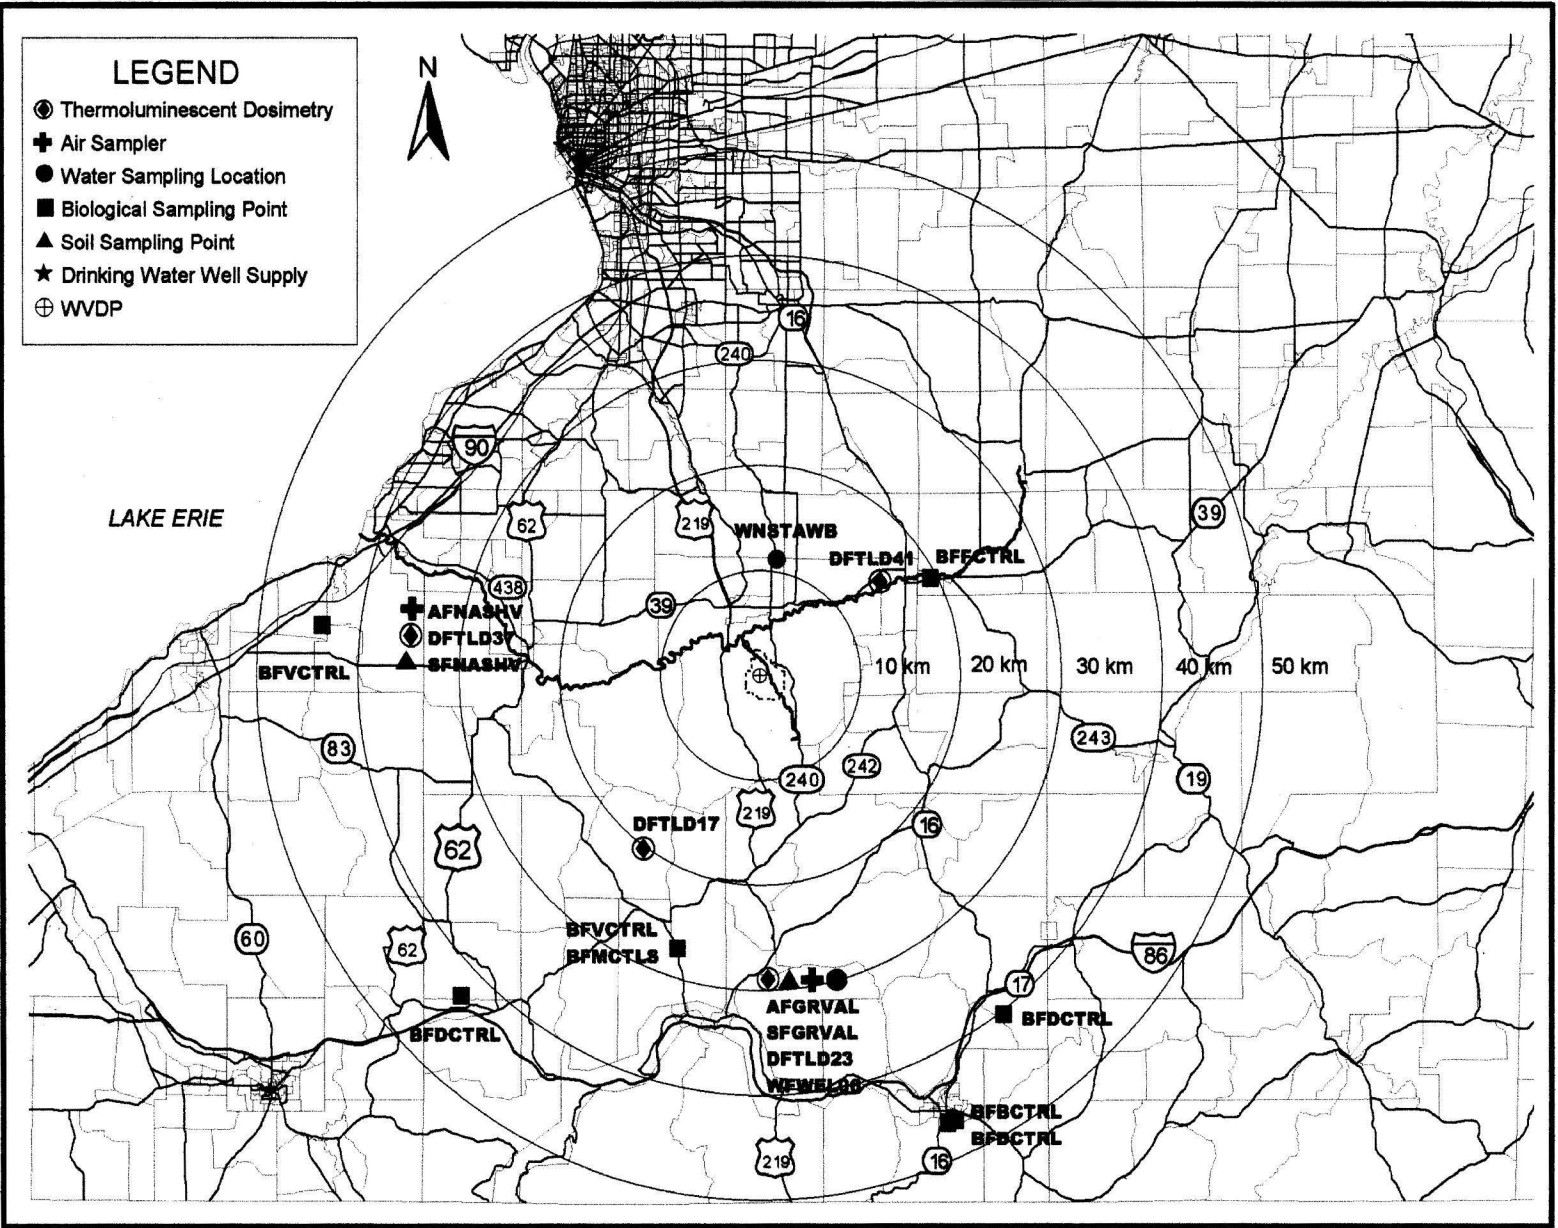 LEGEND
Thermoluminescent Dosimetry
Air Sampler
Water Sampling Location
Biological Sampling Point
Soil Sampling Point
Drinking Water Well Supply
WVDP
N
16
240
90
LAKE ERIE
62
219
39
WNSTAWB
DFTLD41
BFFCTRL
438
39
AFNASHV
DFTLD37
SFNASHV
BFVCTRL
10 km
20 km
30 km
40 km
50 km
83
243
242
240
19
219
16
DFTLD17
62
60
62
BFVCTRL
BFMCTLS
86
17
AFGRVAL
SFGRVAL
DFTLD23
BFDCTRL
BFDCTRL
BFBCTRL
BFDCTRL
219
16